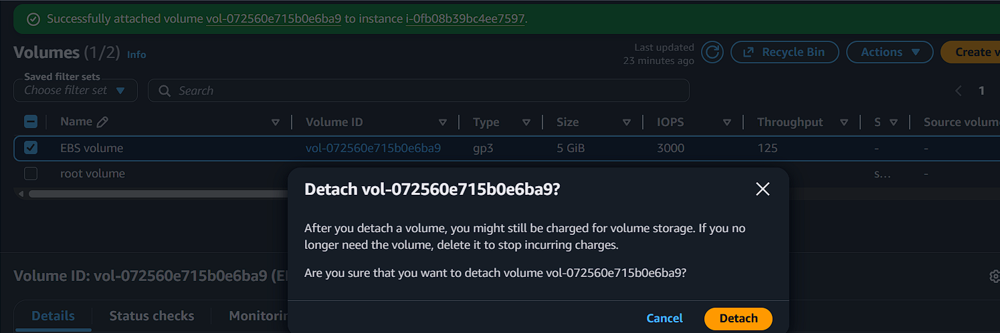 Successfully attached volume vol-072560e715b0e6ba9 to instance i-0fb08b39bc4ee7597.
Volumes (1/2) Info
Last updated
23 minutes ago
Recycle Bin
Actions
Create v
Saved filter sets
Choose filter set
Search
1
Name Volume ID Type Size IOPS Throughput S Source volum
EBS volume vol-072560e715b0e6ba9 gp3 5 GiB 3000 125 - -
root volume s... -
Detach vol-072560e715b0e6ba9?
After you detach a volume, you might still be charged for volume storage. If you no
longer need the volume, delete it to stop incurring charges.
Are you sure that you want to detach volume vol-072560e715b0e6ba9?
Cancel Detach
Volume ID: vol-072560e715b0e6ba9 (E
Details Status checks Monitorin